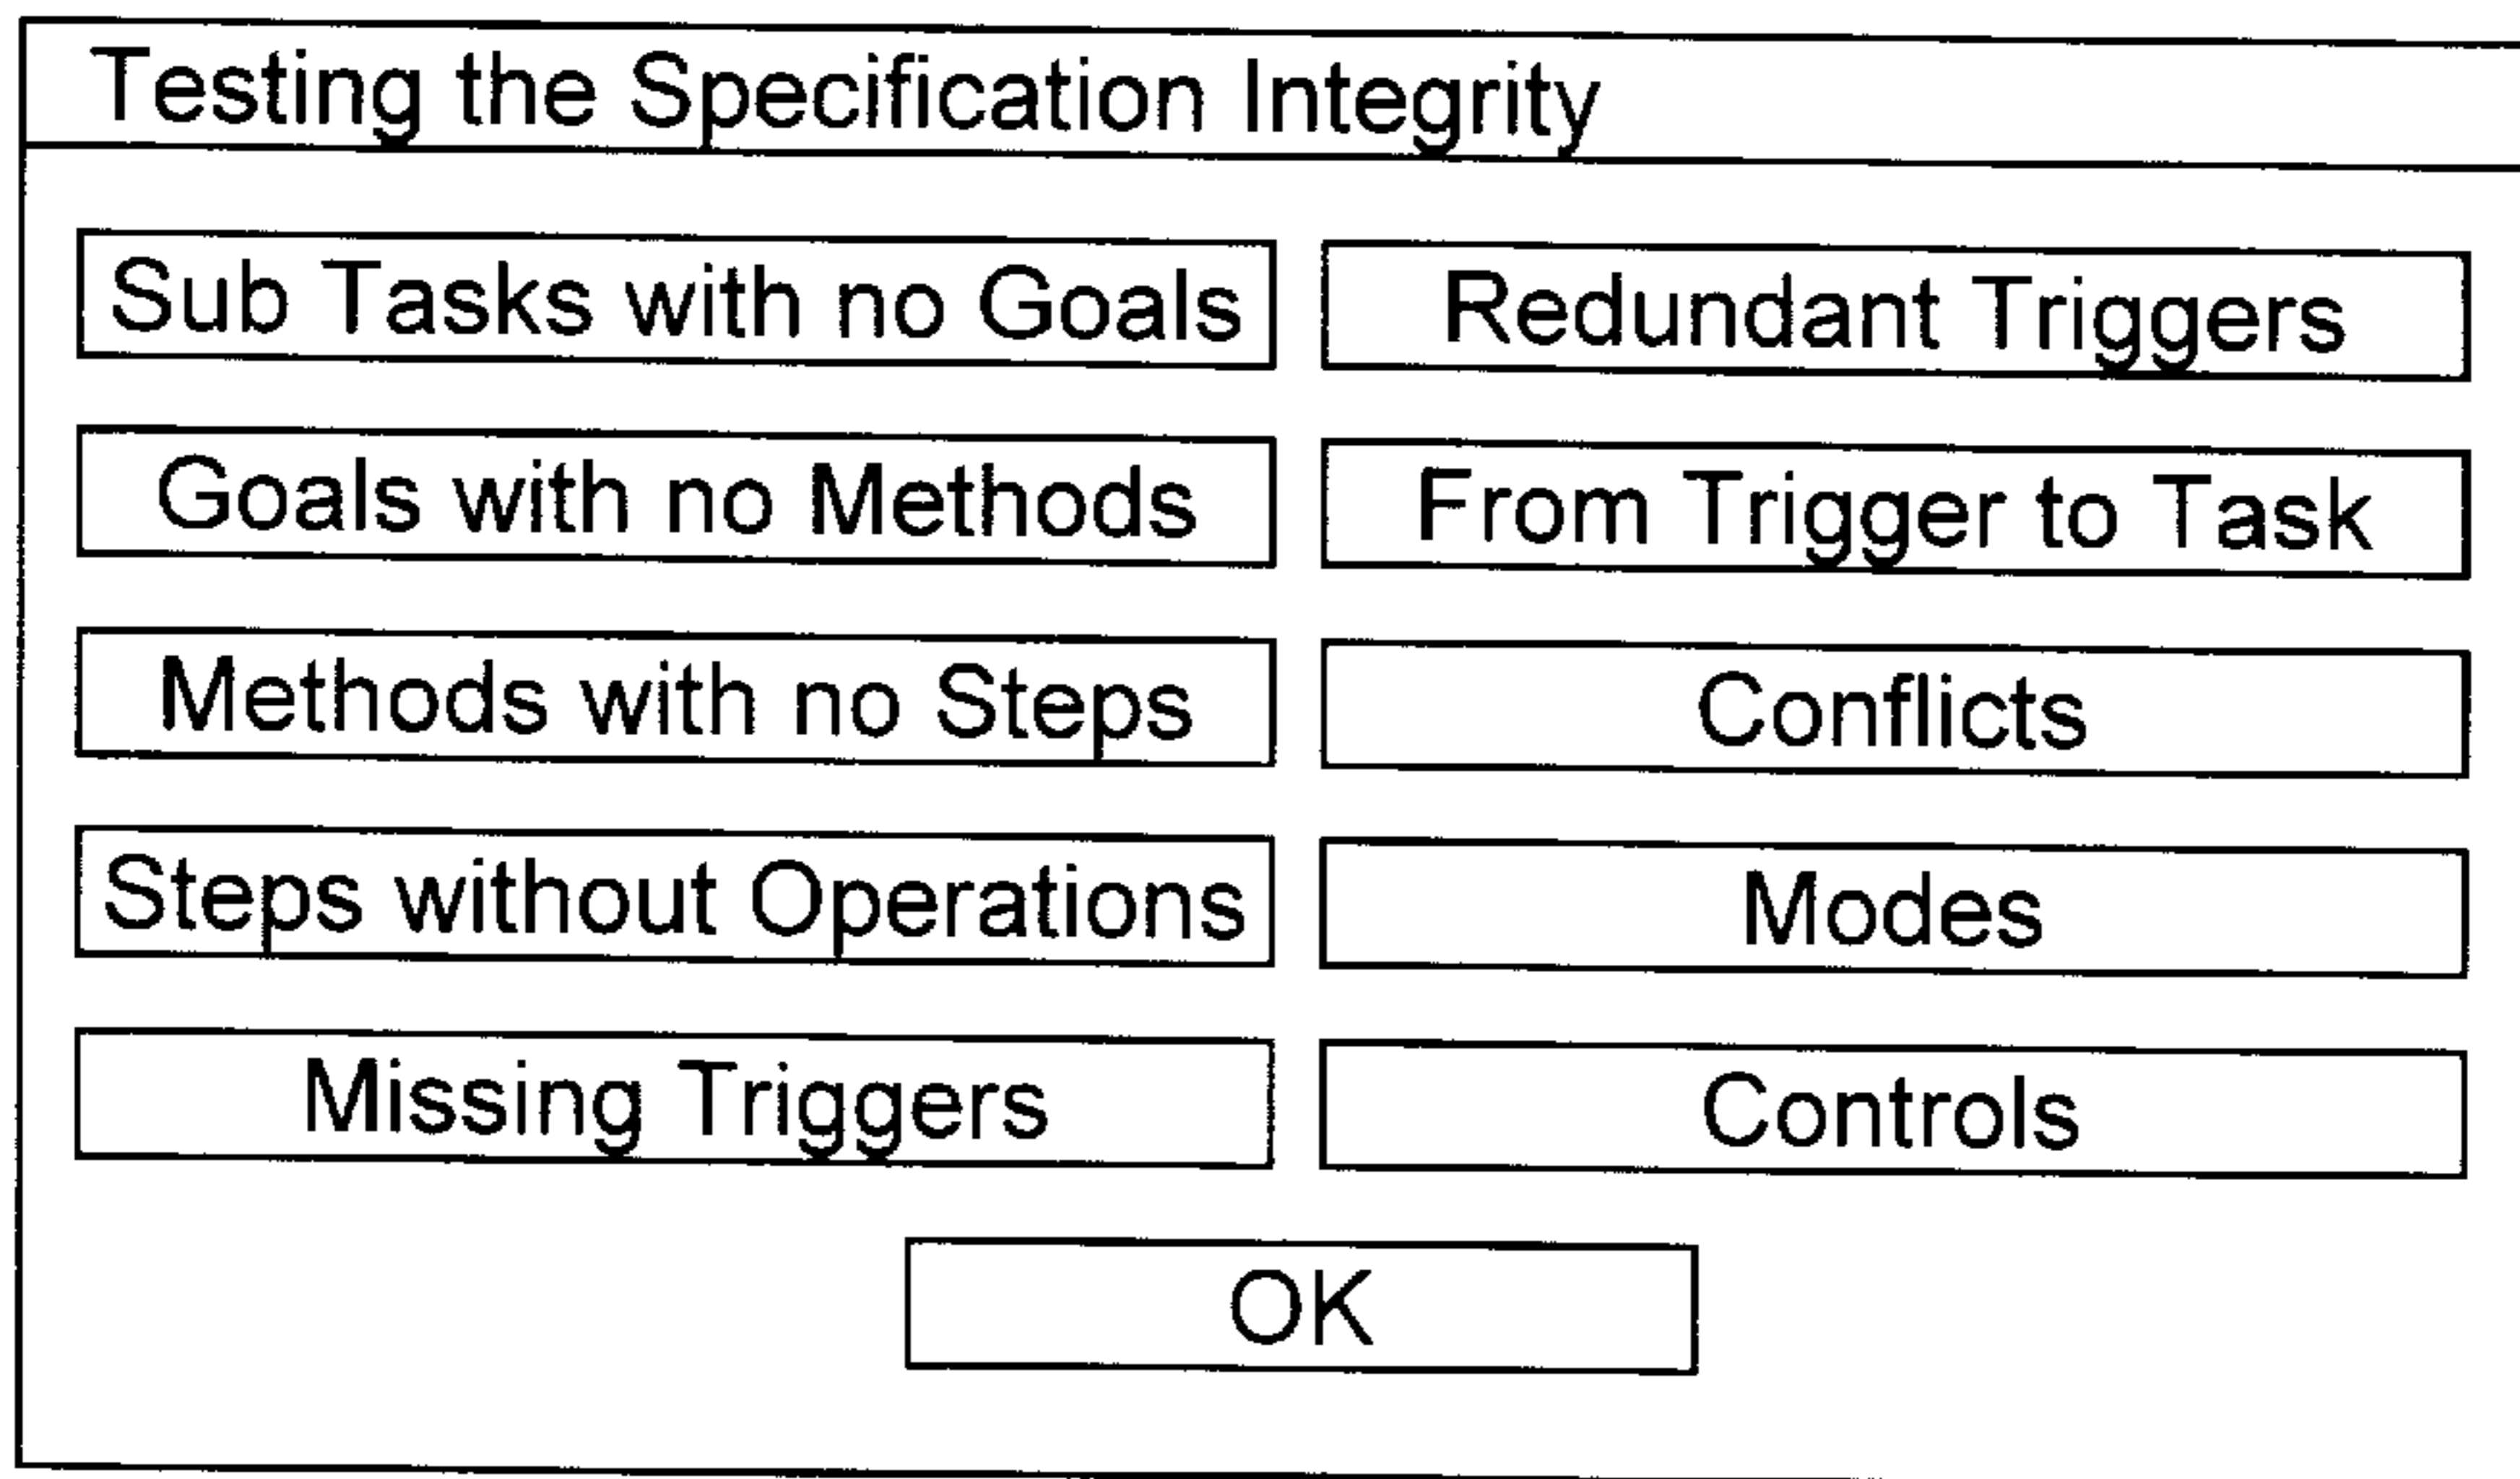 Testing the Specification Integrity
Sub Tasks with no Goals
Redundant Triggers
Goals with no Methods
From Trigger to Task
Methods with no Steps
Conflicts
Steps without Operations
Modes
Missing Triggers
Controls
OK